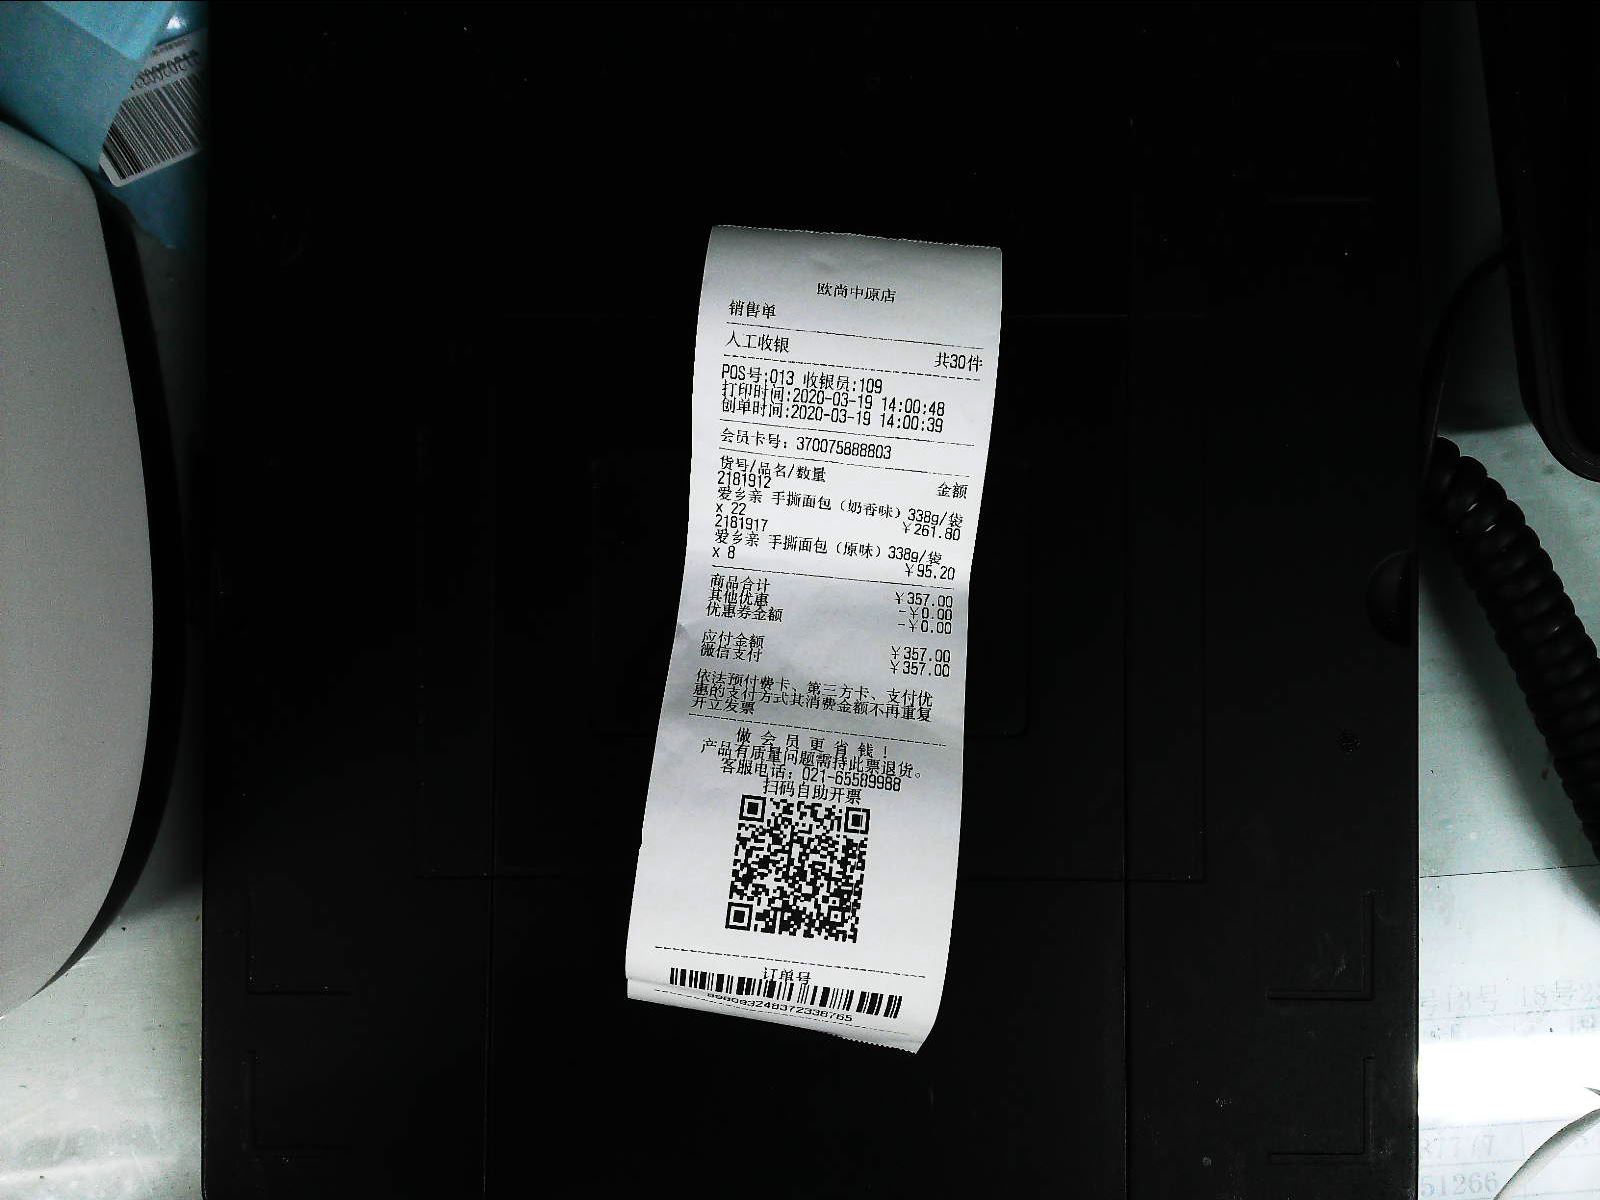 欧尚中原店
销售单
人工收银 共30件
POS号:013 收银员:109
打印时间:2020-03-19 14:00:48
创单时间:2020-03-19 14:00:39
会员卡号：370075888803
货号/品名/数量 金额
2181912
爱乡亲 手撕面包（奶香味）338g/袋
x 22 ￥261.80
2181917
爱乡亲 手撕面包（原味）338g/袋
x 8 ￥95.20
商品合计 ￥357.00
其他优惠 -￥0.00
优惠券金额 -￥0.00
应付金额 ￥357.00
微信支付 ￥357.00
依法预付费卡、第三方卡、支付优
惠的支付方式其消费金额不再重复
开立发票
做会员更省钱！
产品有质量问题需持此票退货。
客服电话：021-65589988
扫码自助开票
订单号
51266